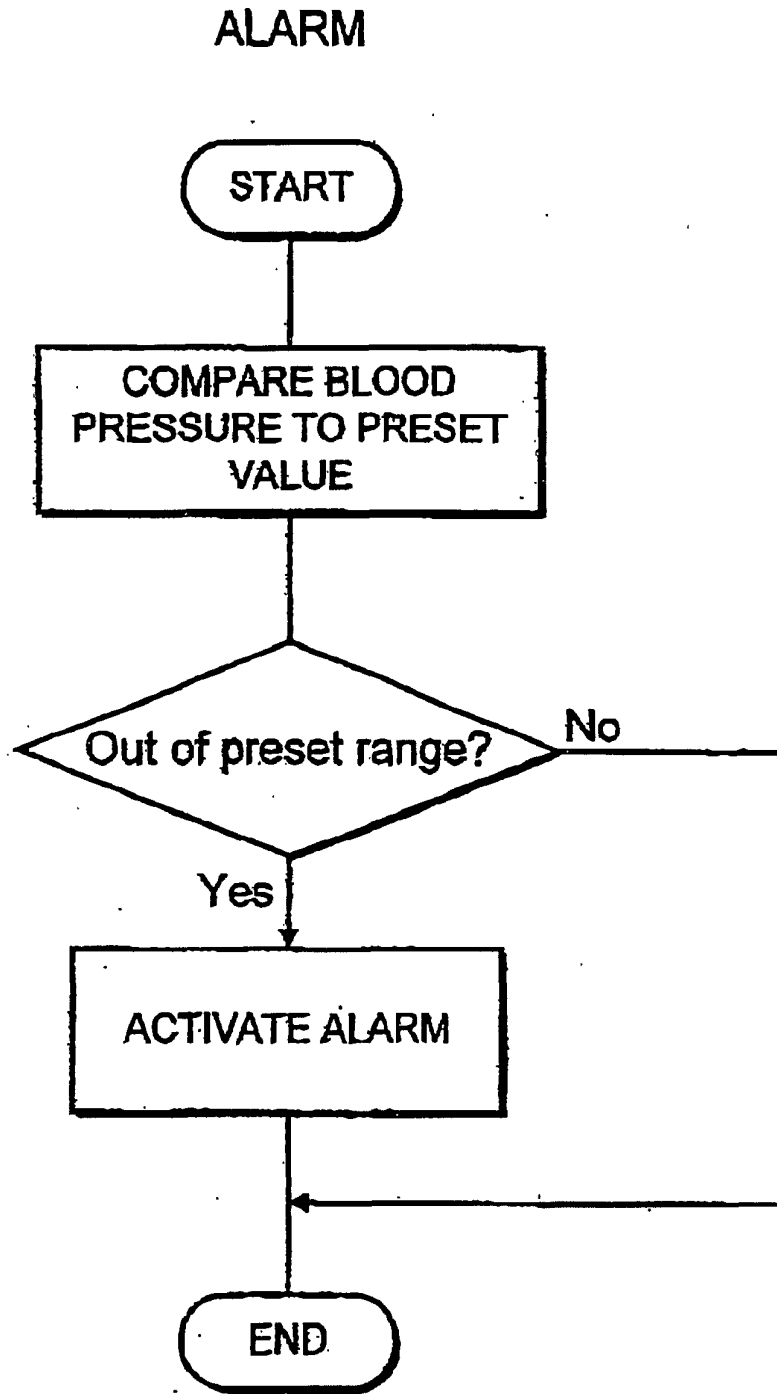 ALARM
START
COMPARE BLOOD
PRESSURE TO PRESET
VALUE
Out of preset range?
No
Yes
ACTIVATE ALARM
END